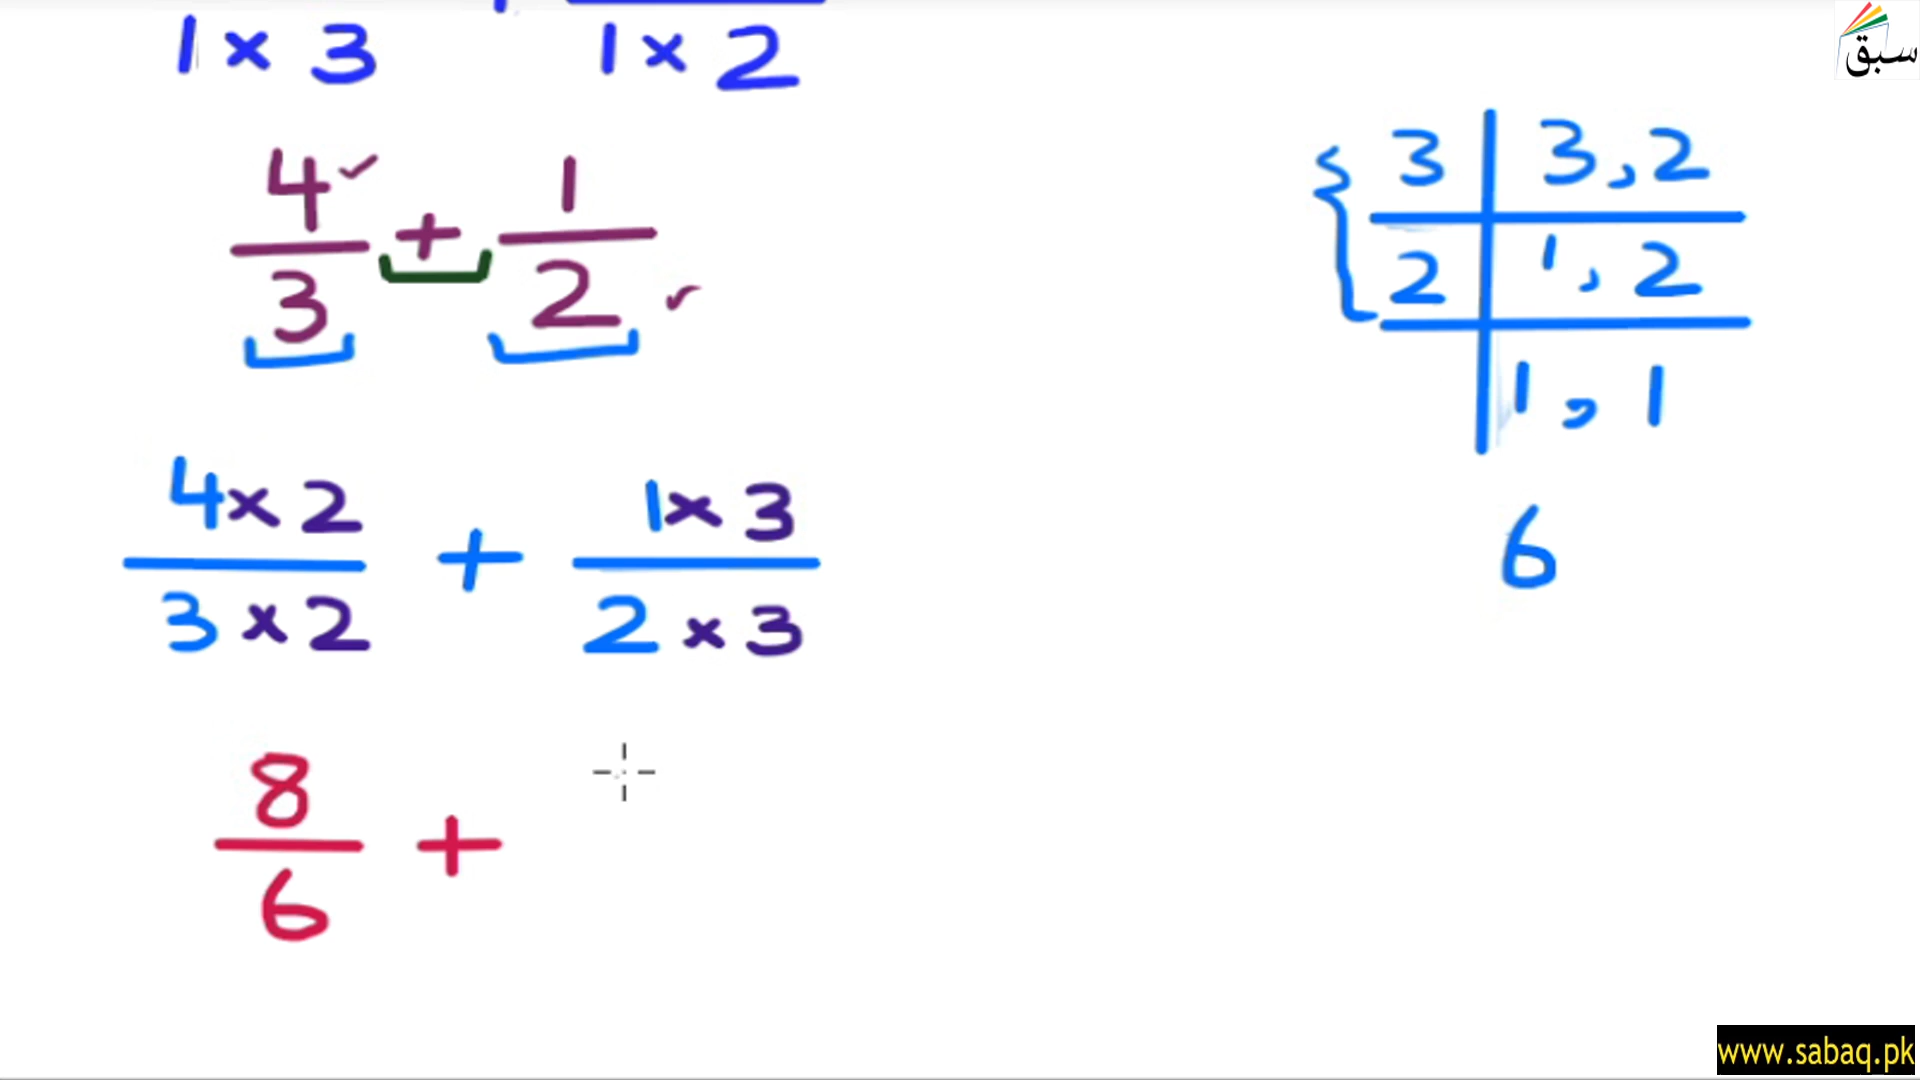 1 × 3 1 × 2
4 + 1
3 2
4 × 2 + 1 × 3
3 × 2 2 × 3
8 +
6
3 3, 2
2 1, 2
1, 1
6
سبق
www.sabaq.pk